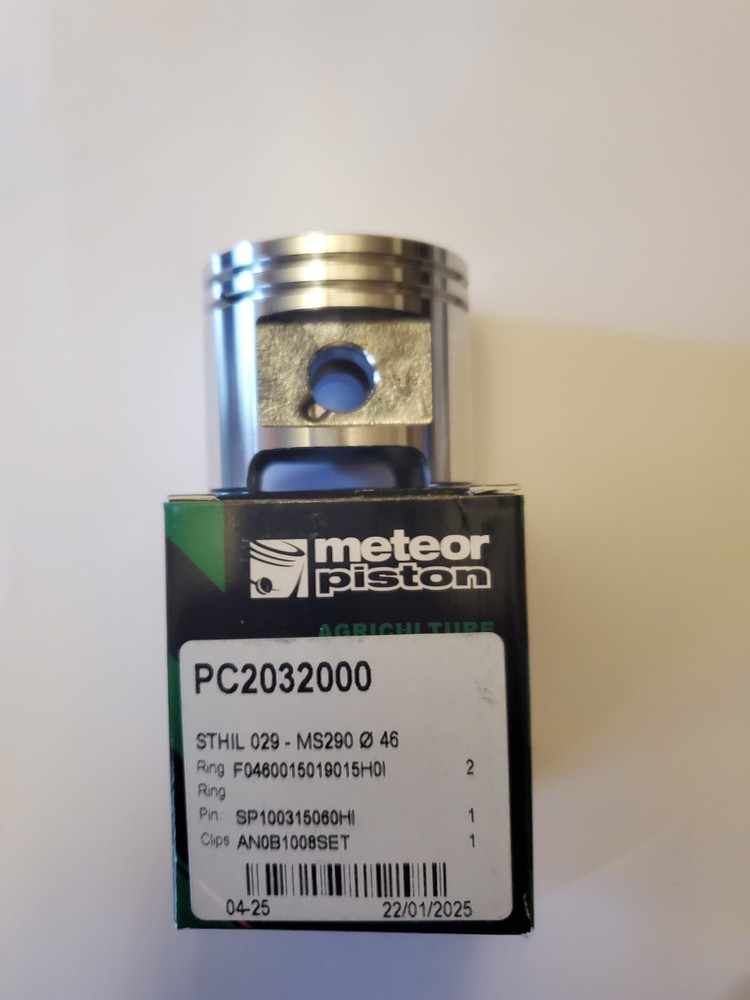 meteor
piston
AGRICULTURE
PC2032000
STHIL 029 - MS290 Ø 46
Ring F0460015019015H0I 2
Ring
Pin SP100315060HI 1
Clips AN0B1008SET 1
04-25 22/01/2025